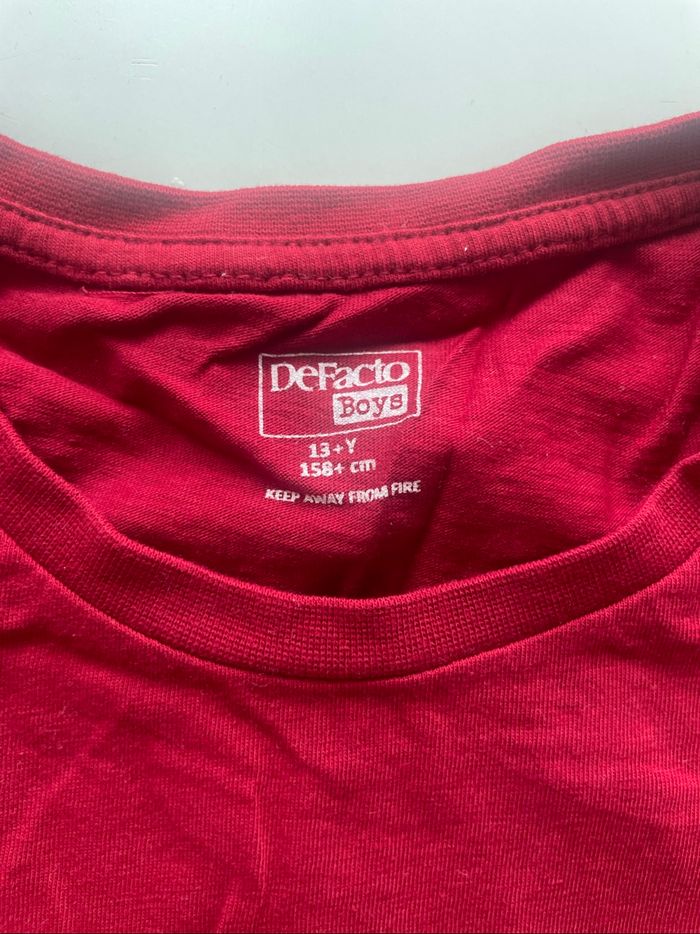 DeFacto
Boys
13+Y
158+ cm
KEEP AWAY FROM FIRE